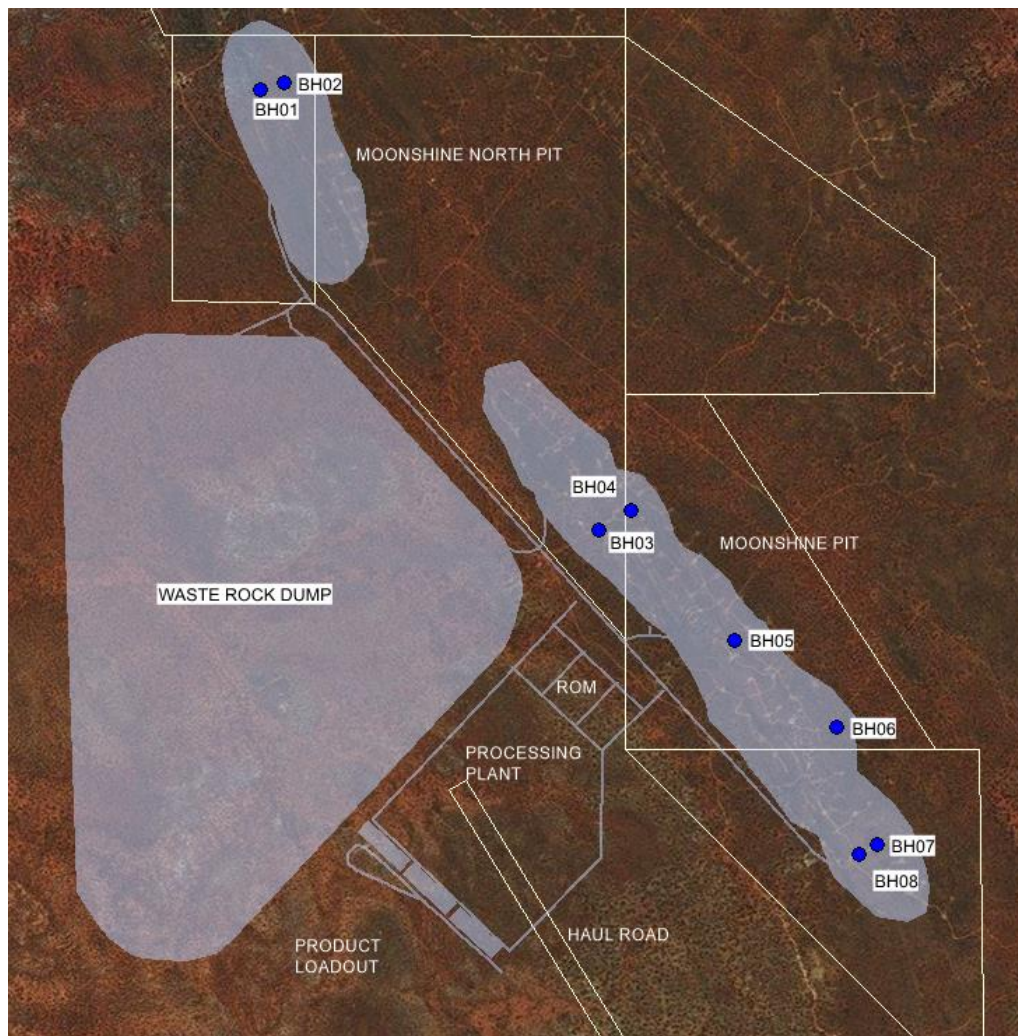 BH02
BH01
MOONSHINE NORTH PIT
BH04
BH03
MOONSHINE PIT
WASTE ROCK DUMP
BH05
ROM
BH06
PROCESSING
PLANT
BH07
BH08
HAUL ROAD
PRODUCT
LOADOUT